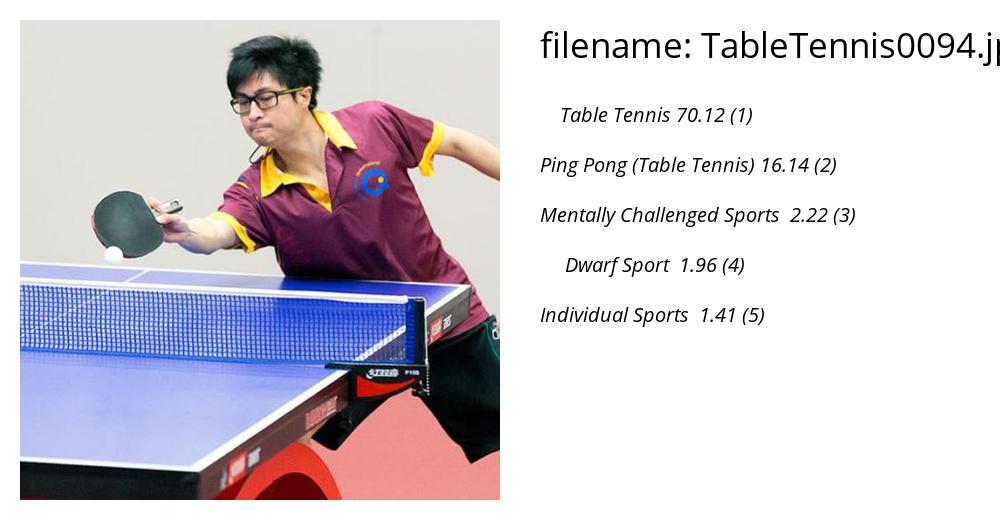 filename: TableTennis0094.j
Table Tennis 70.12 (1)
Ping Pong (Table Tennis) 16.14 (2)
Mentally Challenged Sports 2.22 (3)
Dwarf Sport 1.96 (4)
Individual Sports 1.41 (5)
P108